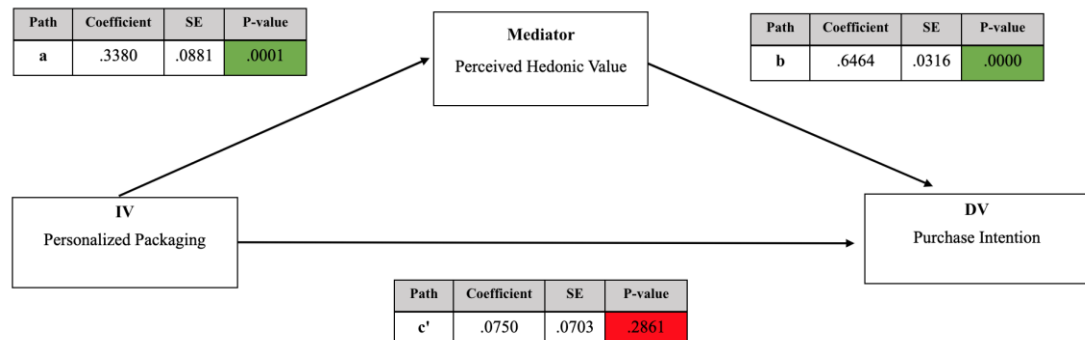 Path Coefficient SE P-value
a .3380 .0881 .0001
Mediator
Perceived Hedonic Value
Path Coefficient SE P-value
b .6464 .0316 .0000
IV
Personalized Packaging
DV
Purchase Intention
Path Coefficient SE P-value
c' .0750 .0703 .2861